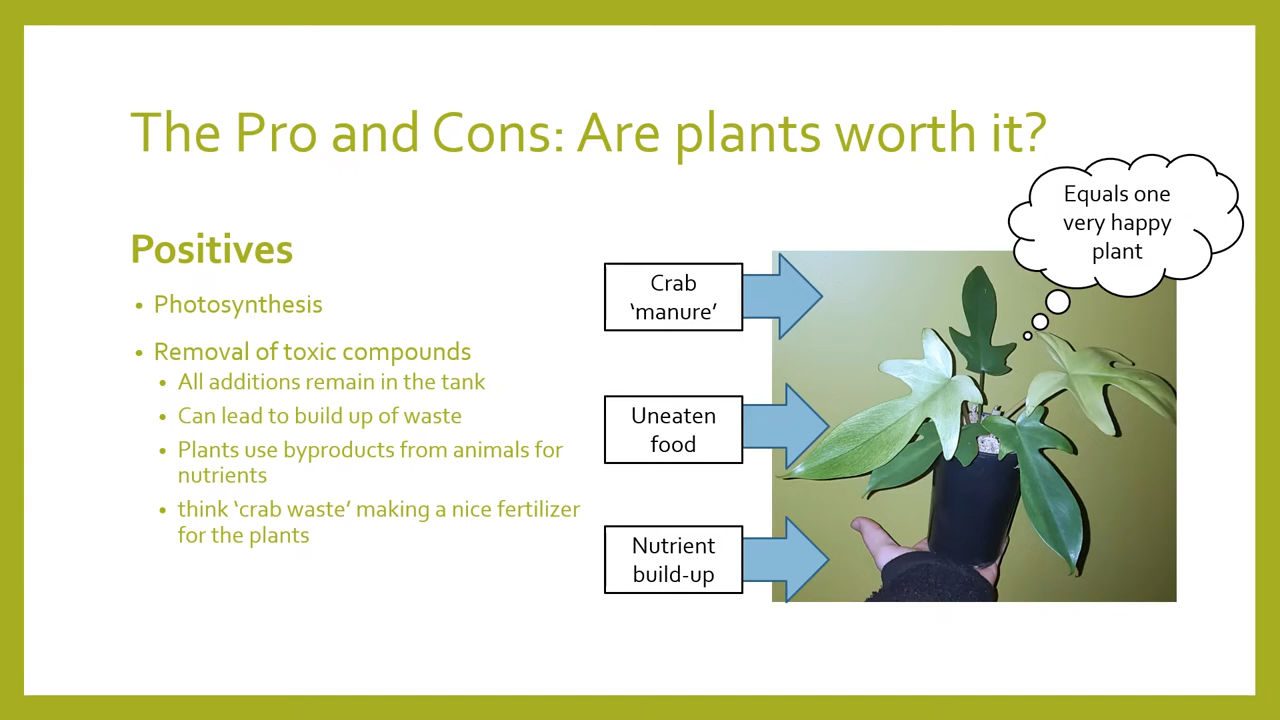 The Pro and Cons: Are plants worth it?
Positives
• Photosynthesis
• Removal of toxic compounds
• All additions remain in the tank
• Can lead to build up of waste
• Plants use byproducts from animals for
nutrients
• think ‘crab waste’ making a nice fertilizer
for the plants
Crab
‘manure’
Uneaten
food
Nutrient
build-up
Equals one
very happy
plant